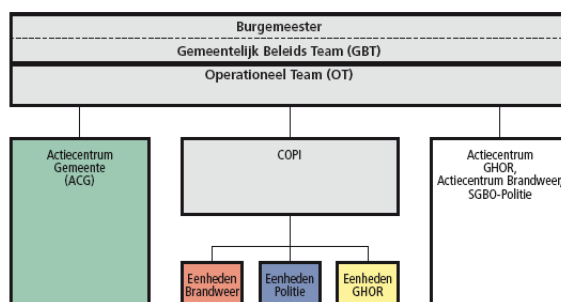 Burgemeester
Gemeentelijk Beleids Team (GBT)
Operationeel Team (OT)
Actiecentrum
Gemeente
(ACG)
COPI
Actiecentrum
GHOR,
Actiecentrum Brandweer,
SGBO-Politie
Eenheden
Brandweer
Eenheden
Politie
Eenheden
GHOR